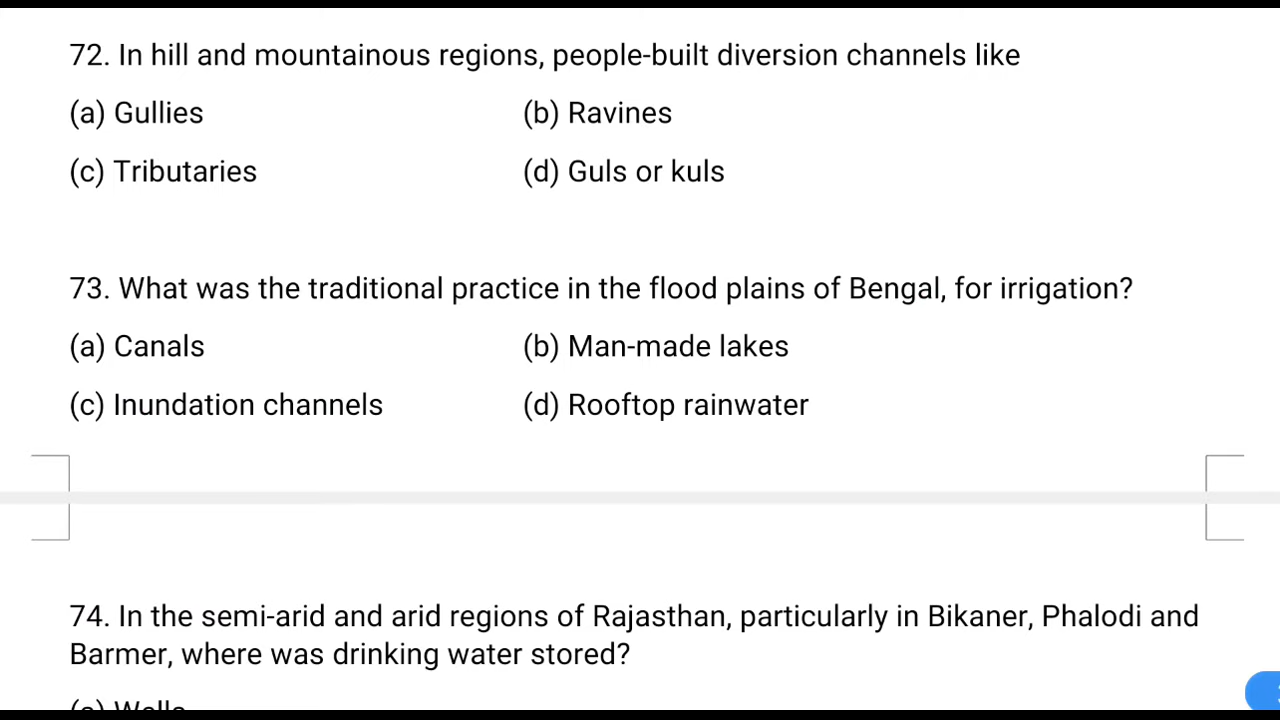 72. In hill and mountainous regions, people-built diversion channels like
(a) Gullies (b) Ravines
(c) Tributaries (d) Guls or kuls
73. What was the traditional practice in the flood plains of Bengal, for irrigation?
(a) Canals (b) Man-made lakes
(c) Inundation channels (d) Rooftop rainwater
74. In the semi-arid and arid regions of Rajasthan, particularly in Bikaner, Phalodi and
Barmer, where was drinking water stored?
(a) Wells